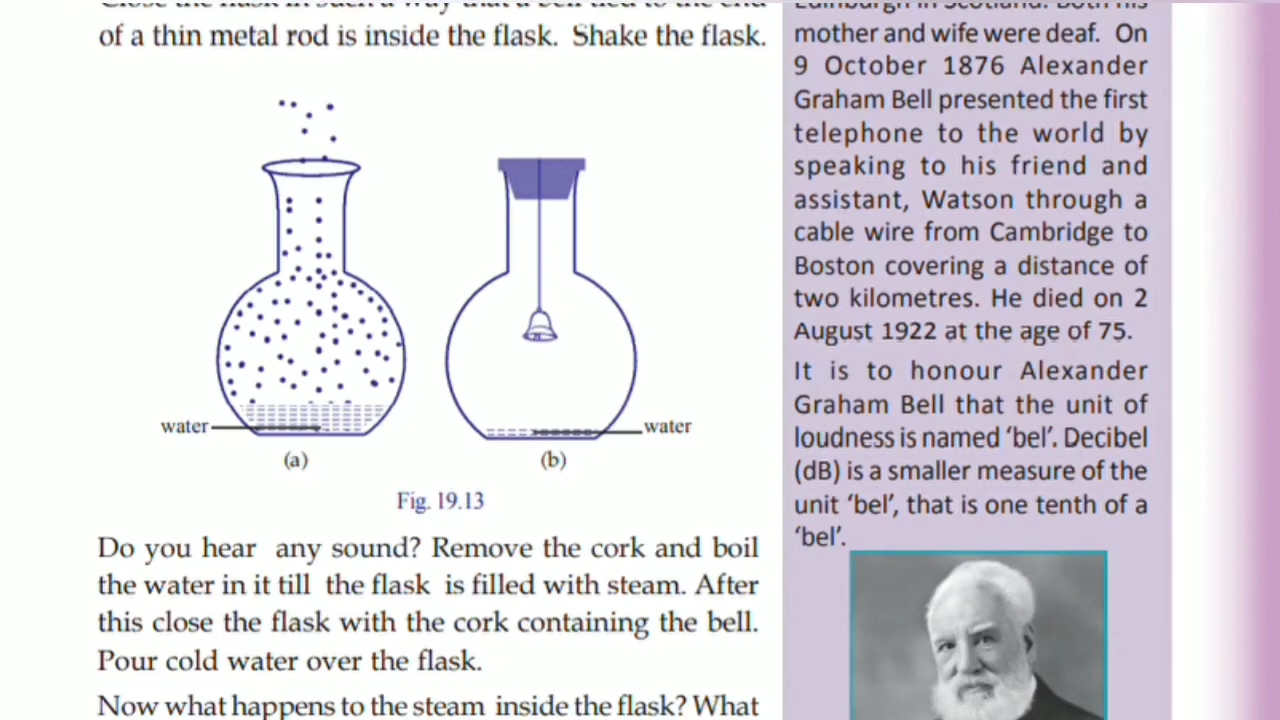 of a thin metal rod is inside the flask. Shake the flask.
water
water
(a)
(b)
Fig. 19.13
Do you hear any sound? Remove the cork and boil
the water in it till the flask is filled with steam. After
this close the flask with the cork containing the bell.
Pour cold water over the flask.
Now what happens to the steam inside the flask? What
mother and wife were deaf. On
9 October 1876 Alexander
Graham Bell presented the first
telephone to the world by
speaking to his friend and
assistant, Watson through a
cable wire from Cambridge to
Boston covering a distance of
two kilometres. He died on 2
August 1922 at the age of 75.
It is to honour Alexander
Graham Bell that the unit of
loudness is named ‘bel’. Decibel
(dB) is a smaller measure of the
unit ‘bel’, that is one tenth of a
‘bel’.